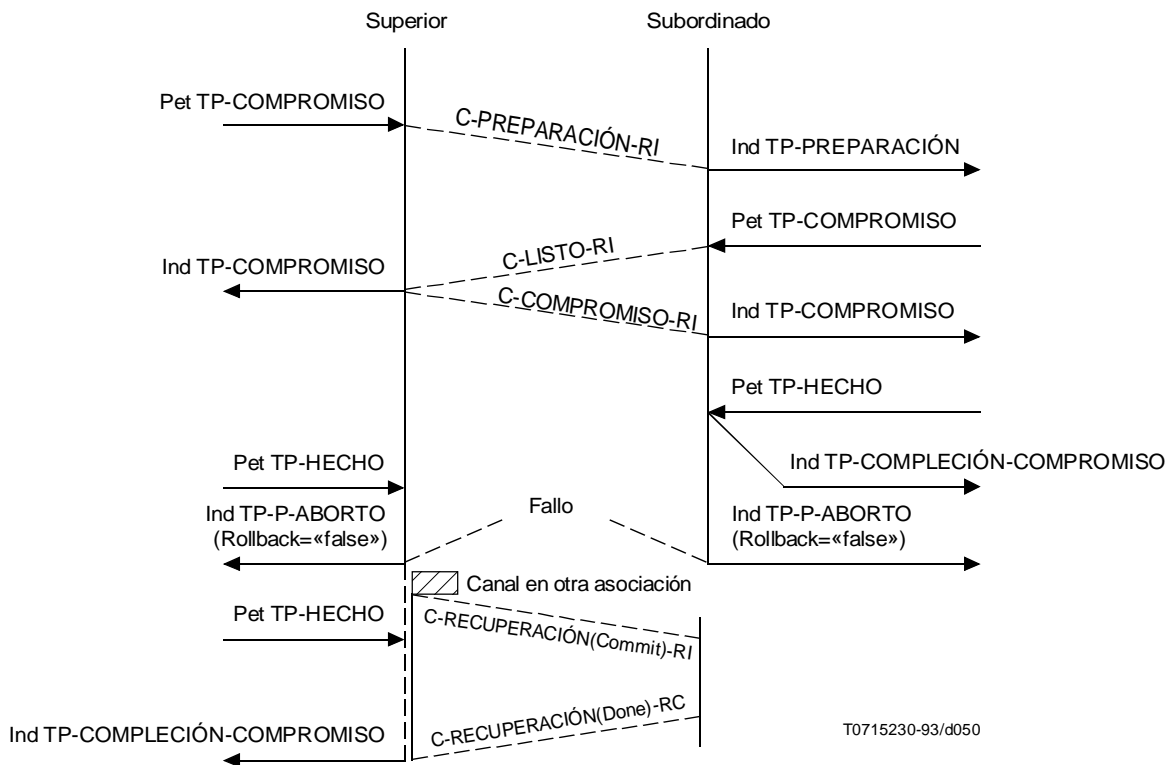 Superior
Subordinado
Pet TP-COMPROMISO
C-PREPARACIÓN-RI
Ind TP-PREPARACIÓN
Pet TP-COMPROMISO
C-LISTO-RI
Ind TP-COMPROMISO
C-COMPROMISO-RI
Ind TP-COMPROMISO
Pet TP-HECHO
Pet TP-HECHO
Ind TP-COMPLECIÓN-COMPROMISO
Ind TP-P-ABORTO
(Rollback=«false»)
Fallo
Ind TP-P-ABORTO
(Rollback=«false»)
Canal en otra asociación
Pet TP-HECHO
C-RECUPERACIÓN(Commit)-RI
C-RECUPERACIÓN(Done)-RC
Ind TP-COMPLECIÓN-COMPROMISO
T0715230-93/d050